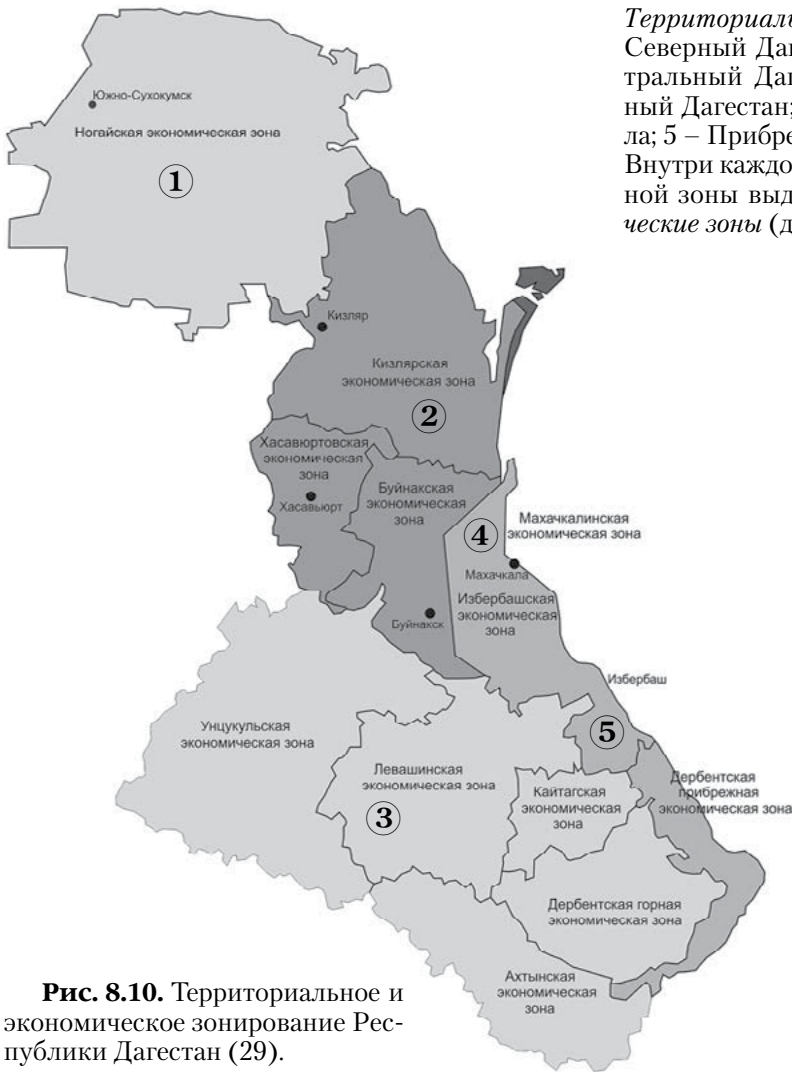 Территориаль
Северный Даг
тральный Даг
ный Дагестан;
ла; 5 – Прибре
Внутри каждо
ной зоны выд
ческие зоны (д
Южно-Сухокумск
Ногайская экономическая зона
1
Кизляр
Кизлярская
экономическая зона
2
Хасавюртовская
экономическая
зона
Хасавьюрт
Буйнакская
экономическая
зона
4
Махачкалинская
экономическая зона
Махачкала
Избербашская
экономическая
зона
Буйнакск
Избербаш
Унцукульская
экономическая зона
5
Левашинская
экономическая зона
3
Кайтагская
экономическая
зона
Дербентская
прибрежная
экономическая зона
Дербентская горная
экономическая зона
Ахтынская
экономическая
зона
Рис. 8.10. Территориальное и
экономическое зонирование Рес-
публики Дагестан (29).